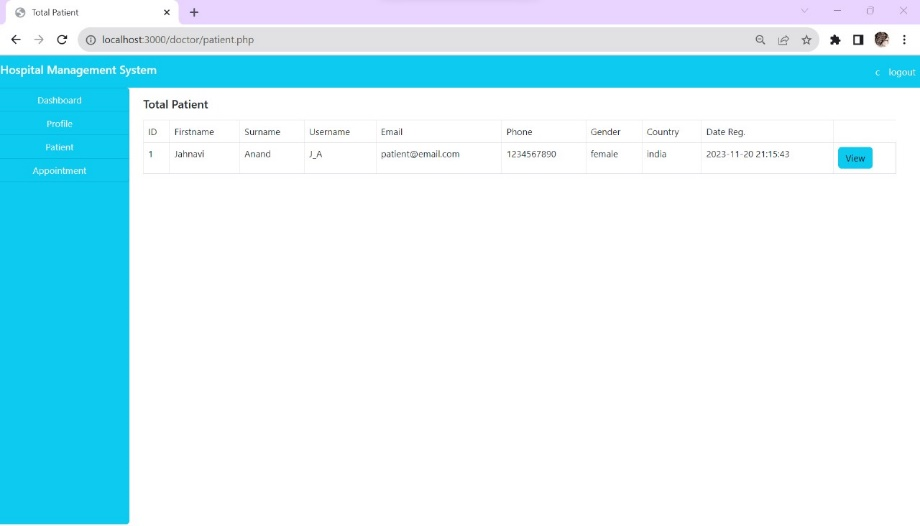 Total Patient
localhost:3000/doctor/patient.php
Hospital Management System
c logout
Dashboard
Profile
Patient
Appointment
Total Patient
ID Firstname Surname Username Email Phone Gender Country Date Reg.
1 Jahnavi Anand J_A patient@email.com 1234567890 female india 2023-11-20 21:15:43 View